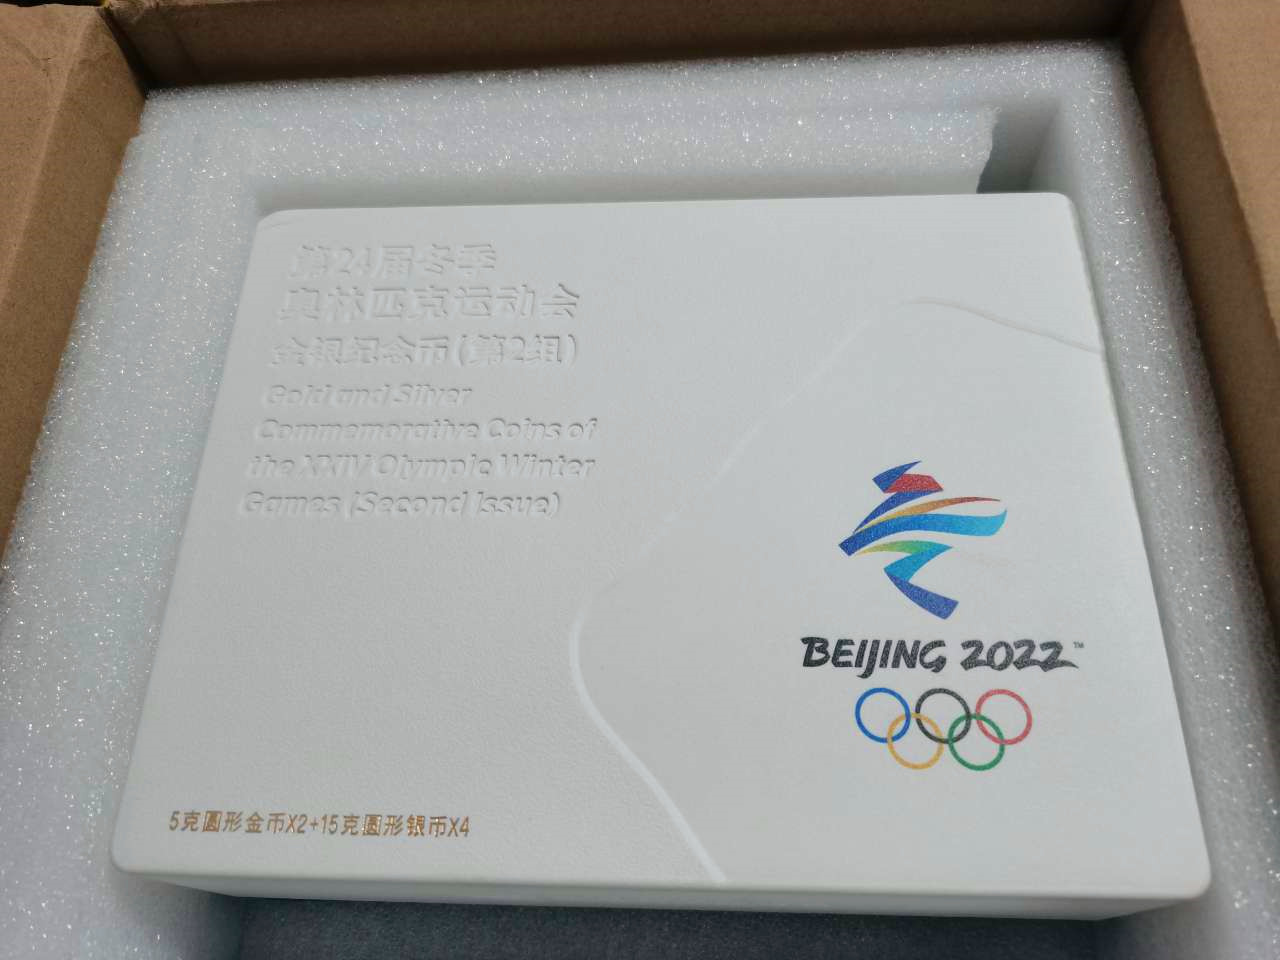 第24届冬季
奥林匹克运动会
金银纪念币(第2组)
Gold and Silver
Commemorative Coins of
the XXIV Olympic Winter
Games (Second Issue)
BEIJING 2022™
5克圆形金币X2+15克圆形银币X4